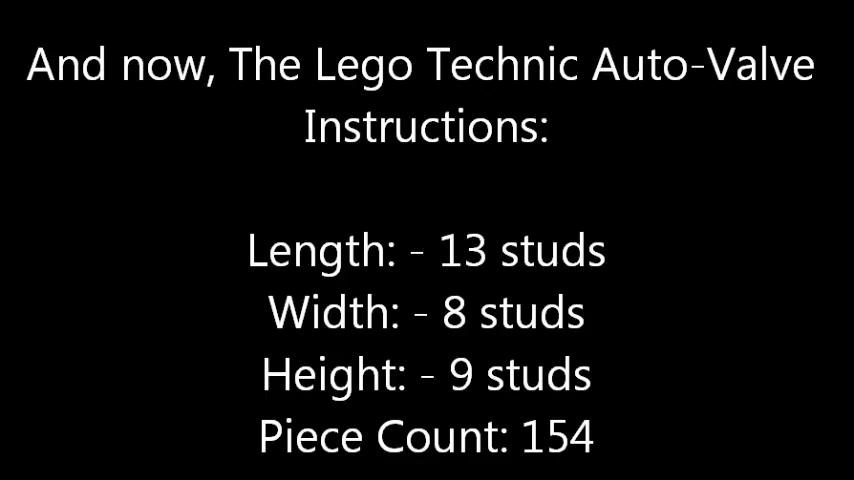 And now, The Lego Technic Auto-Valve
Instructions:
Length: - 13 studs
Width: - 8 studs
Height: - 9 studs
Piece Count: 154